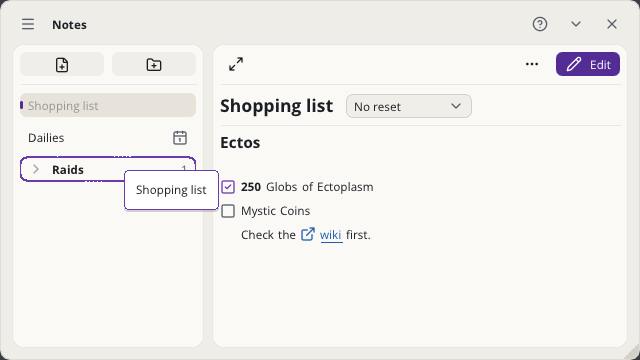 Notes
Shopping list
Dailies
Raids
1
Shopping list
Edit
Shopping list
No reset
Ectos
250 Globs of Ectoplasm
Mystic Coins
Check the wiki first.